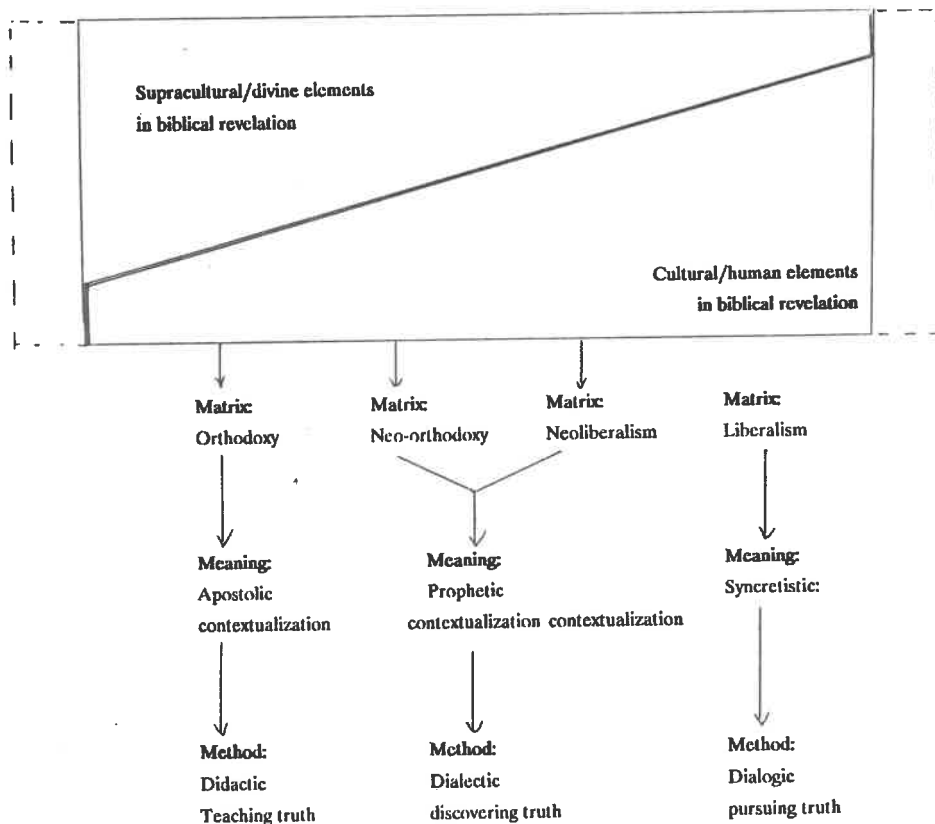 Supracultural/divine elements
in biblical revelation
Cultural/human elements
in biblical revelation
Matrix:
Orthodoxy
Matrix:
Neo-orthodoxy
Matrix:
Neoliberalism
Matrix:
Liberalism
Meaning:
Apostolic
contextualization
Meaning:
Prophetic
contextualization contextualization
Meaning:
Syncretistic:
Method:
Didactic
Teaching truth
Method:
Dialectic
discovering truth
Method:
Dialogic
pursuing truth